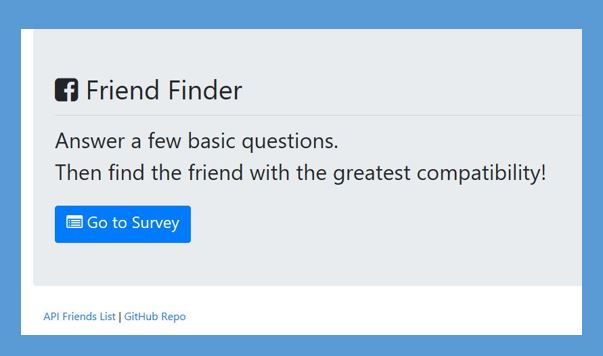 Friend Finder
Answer a few basic questions.
Then find the friend with the greatest compatibility!
Go to Survey
API Friends List | GitHub Repo